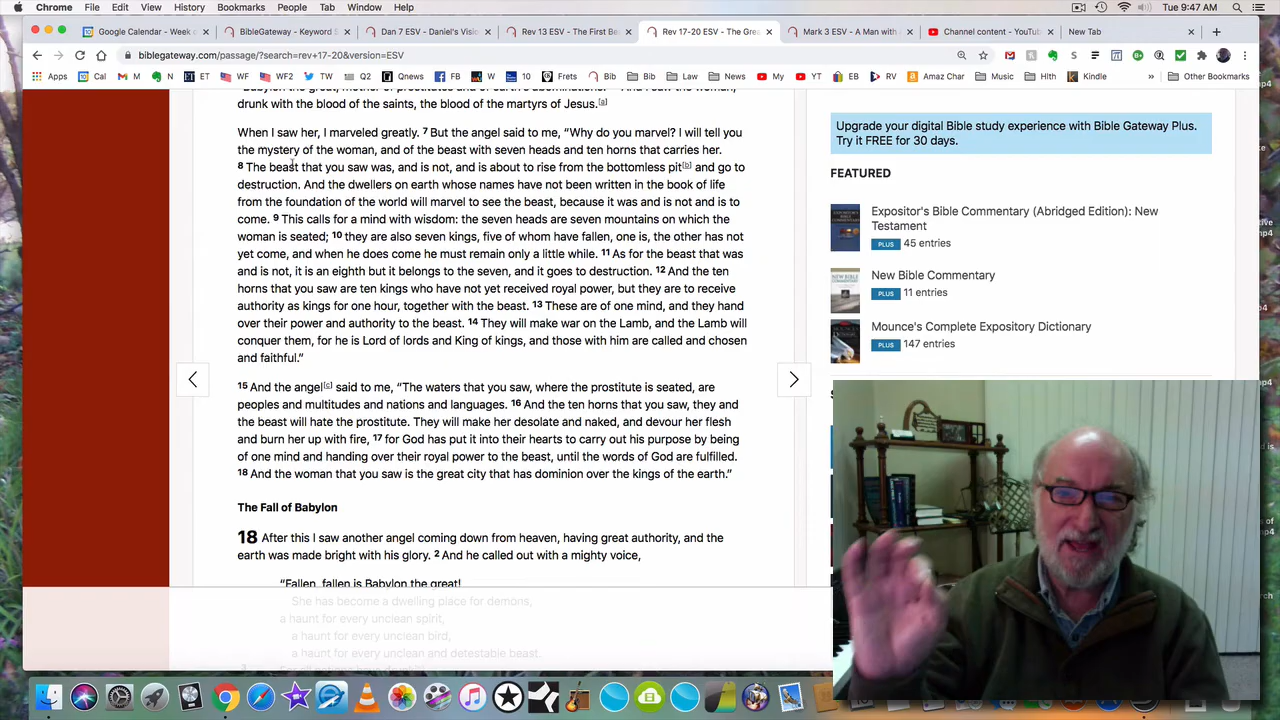 Chrome File Edit View History Bookmarks People Tab Window Help Tue 9:47 AM
Google Calendar - Week BibleGateway - Keyword S Dan 7 ESV - Daniel's Visi Rev 13 ESV - The First Be Rev 17-20 ESV - The Gre Mark 3 ESV - A Man with Channel content - YouTu New Tab
biblegateway.com/passage/?search=rev+17-20&version=ESV
Apps Cal M N ET WF WF2 TW Q2 Qnews FB W 10 Frets Bib Bib Law News My YT EB RV Amaz Char Music Hlth Kindle » Other Bookmarks
drunk with the blood of the saints, the blood of the martyrs of Jesus.[a]
When I saw her, I marveled greatly. 7 But the angel said to me, “Why do you marvel? I will tell you
the mystery of the woman, and of the beast with seven heads and ten horns that carries her.
8 The beast that you saw was, and is not, and is about to rise from the bottomless pit[b] and go to
destruction. And the dwellers on earth whose names have not been written in the book of life
from the foundation of the world will marvel to see the beast, because it was and is not and is to
come. 9 This calls for a mind with wisdom: the seven heads are seven mountains on which the
woman is seated; 10 they are also seven kings, five of whom have fallen, one is, the other has not
yet come, and when he does come he must remain only a little while. 11 As for the beast that was
and is not, it is an eighth but it belongs to the seven, and it goes to destruction. 12 And the ten
horns that you saw are ten kings who have not yet received royal power, but they are to receive
authority as kings for one hour, together with the beast. 13 These are of one mind, and they hand
over their power and authority to the beast. 14 They will make war on the Lamb, and the Lamb will
conquer them, for he is Lord of lords and King of kings, and those with him are called and chosen
and faithful.”
15 And the angel[c] said to me, “The waters that you saw, where the prostitute is seated, are
peoples and multitudes and nations and languages. 16 And the ten horns that you saw, they and
the beast will hate the prostitute. They will make her desolate and naked, and devour her flesh
and burn her up with fire, 17 for God has put it into their hearts to carry out his purpose by being
of one mind and handing over their royal power to the beast, until the words of God are fulfilled.
18 And the woman that you saw is the great city that has dominion over the kings of the earth.”
The Fall of Babylon
18 After this I saw another angel coming down from heaven, having great authority, and the
earth was made bright with his glory. 2 And he called out with a mighty voice,
“Fallen, fallen is Babylon the great!
She has become a dwelling place for demons,
a haunt for every unclean spirit,
a haunt for every unclean bird,
a haunt for every unclean and detestable beast.
Upgrade your digital Bible study experience with Bible Gateway Plus.
Try it FREE for 30 days.
FEATURED
Expositor's Bible Commentary (Abridged Edition): New
Testament
PLUS 45 entries
New Bible Commentary
PLUS 11 entries
Mounce's Complete Expository Dictionary
PLUS 147 entries